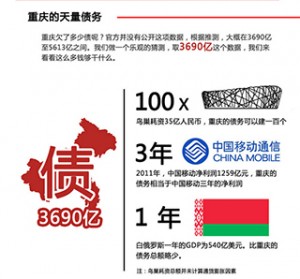 重庆的天量债务
重庆欠了多少债呢？官方并没有公开这项数据，根据推测，大概在3690亿
至5613亿之间。我们做一个乐观的猜测，取3690亿这个数据，我们来
看看这么多钱够干什么。
100 x
鸟巢耗资35亿人民币，重庆的债务可以建一百个
债
3690亿
3年
中国移动通信
CHINA MOBILE
2011年，中国移动净利润1259亿元，重庆的
债务相当于中国移动三年的净利润
1年
白俄罗斯一年的GDP为540亿美元。比重庆的
债务总额略少。
注：鸟巢耗资总额并未计算通货膨胀因素